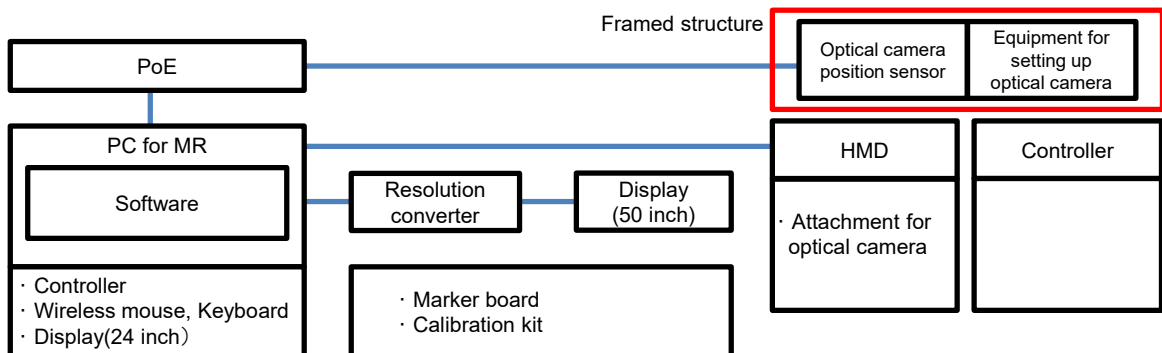 Framed structure
PoE
Optical camera
position sensor
Equipment for
setting up
optical camera
PC for MR
Software
Resolution
converter
Display
(50 inch)
HMD
· Attachment for
optical camera
Controller
· Controller
· Wireless mouse, Keyboard
· Display(24 inch）
· Marker board
· Calibration kit